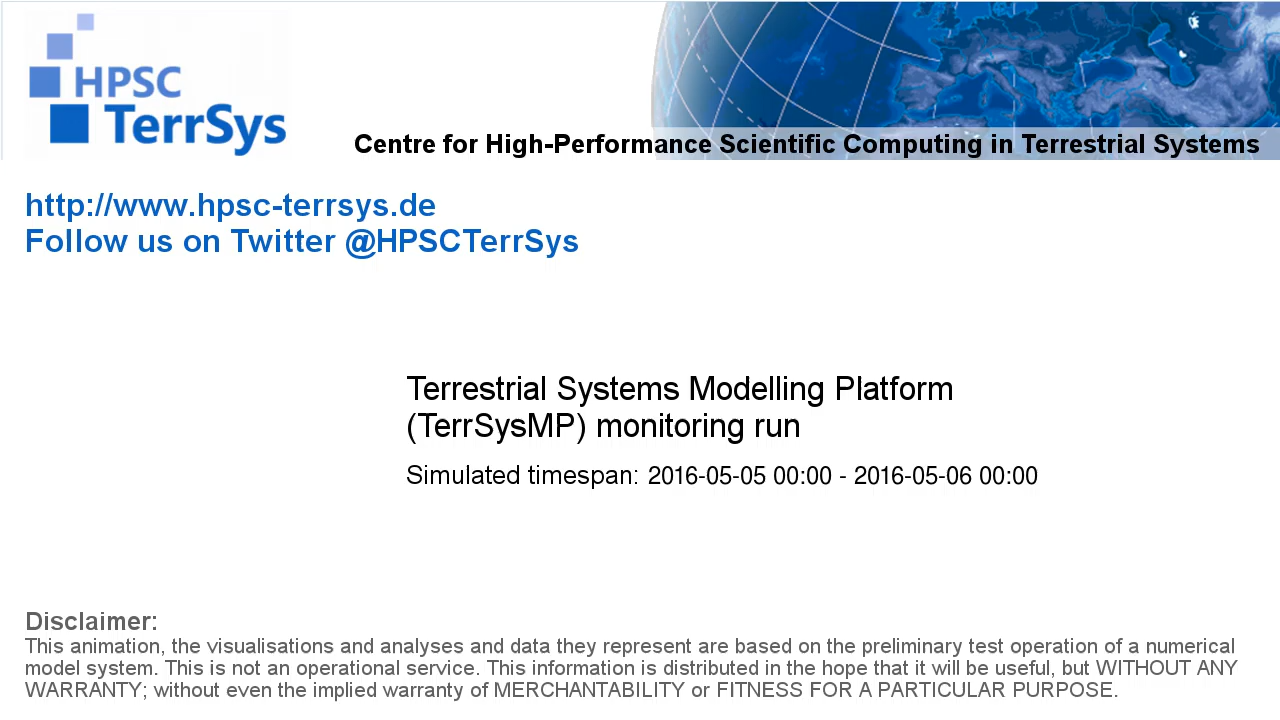 HPSC
TerrSys
Centre for High-Performance Scientific Computing in Terrestrial Systems
http://www.hpsc-terrsys.de
Follow us on Twitter @HPSCTerrSys
Terrestrial Systems Modelling Platform
(TerrSysMP) monitoring run
Simulated timespan: 2016-05-05 00:00 - 2016-05-06 00:00
Disclaimer:
This animation, the visualisations and analyses and data they represent are based on the preliminary test operation of a numerical
model system. This is not an operational service. This information is distributed in the hope that it will be useful, but WITHOUT ANY
WARRANTY; without even the implied warranty of MERCHANTABILITY or FITNESS FOR A PARTICULAR PURPOSE.